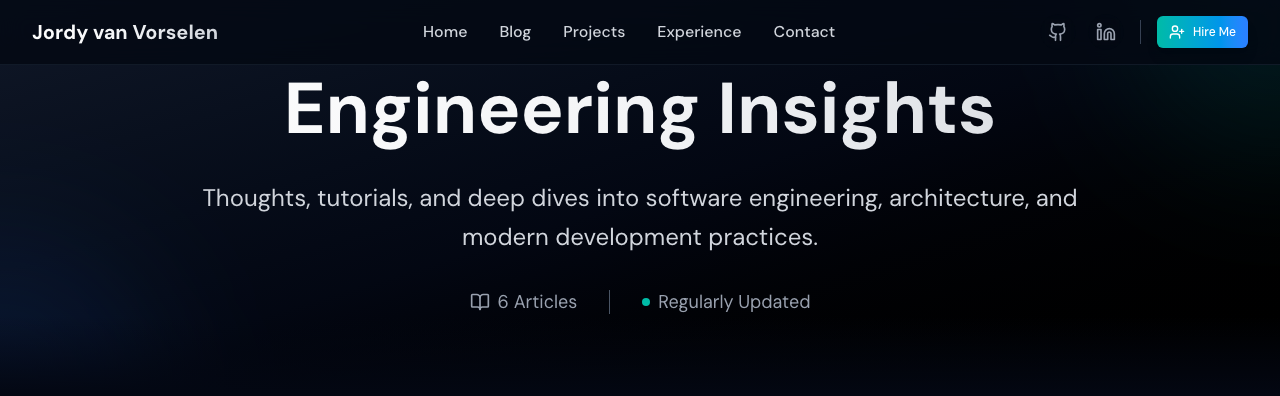 Jordy van Vorselen
Home
Blog
Projects
Experience
Contact
Hire Me
Engineering Insights
Thoughts, tutorials, and deep dives into software engineering, architecture, and
modern development practices.
6 Articles
Regularly Updated